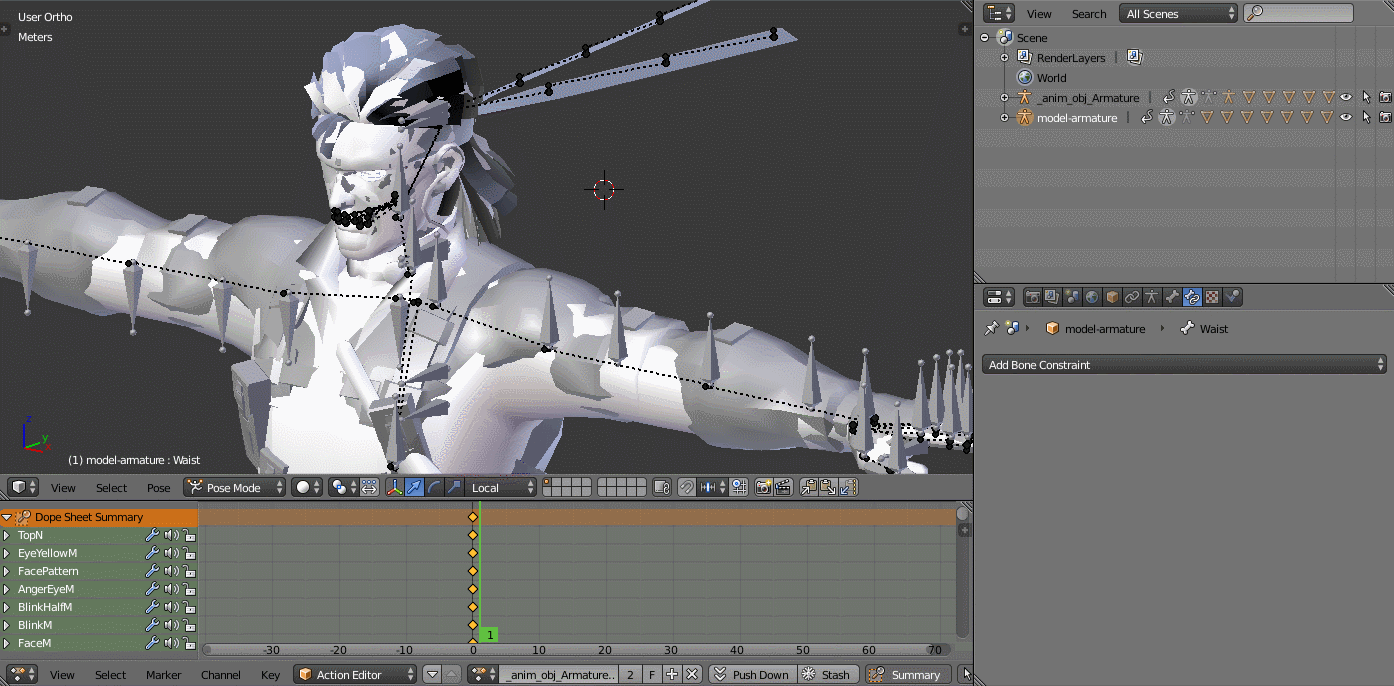 User Ortho
Meters
z
y
(1) model-armature : Waist
View Select Pose Pose Mode Local
Dope Sheet Summary
TopN
EyeYellowM
FacePattern
AngerEyeM
BlinkHalfM
BlinkM
FaceM
1
-30 -20 -10 0 10 20 30 40 50 60 70
View Select Marker Channel Key Action Editor _anim_obj_Armature.. 2 F Push Down Stash Summary
View Search All Scenes
Scene
RenderLayers
World
_anim_obj_Armature
model-armature
model-armature Waist
Add Bone Constraint